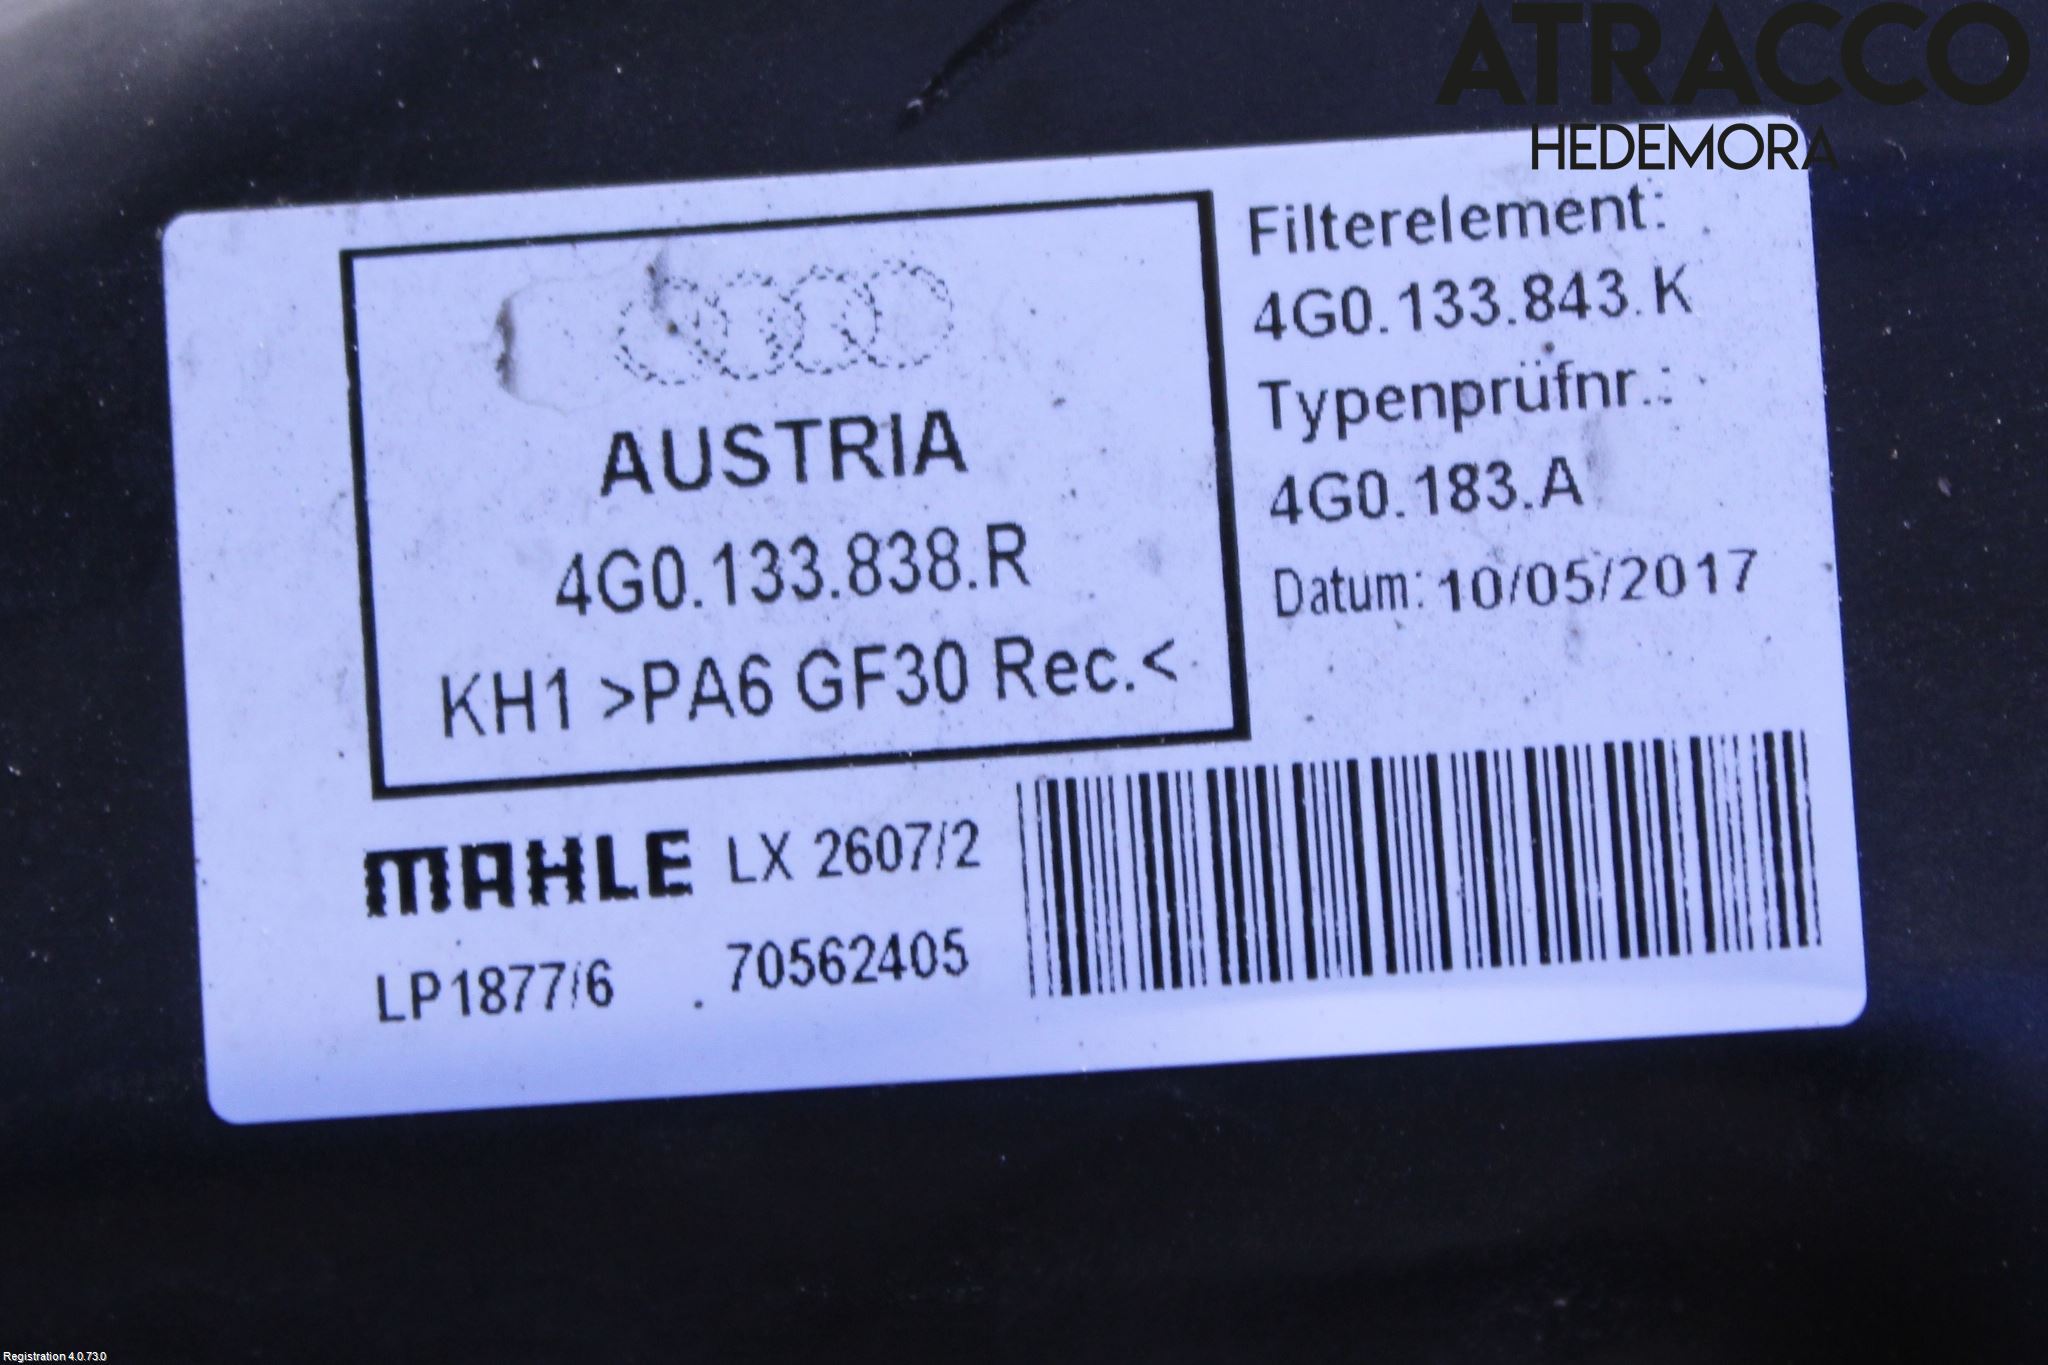 ATRACCO
HEDEMORA
AUSTRIA
4G0.133.838.R
KH1 >PA6 GF30 Rec.<
Filterelement:
4G0.133.843.K
Typenprüfnr.:
4G0.183.A
Datum: 10/05/2017
MAHLE LX 2607/2
LP1877/6 . 70562405
Registration 4.0.73.0